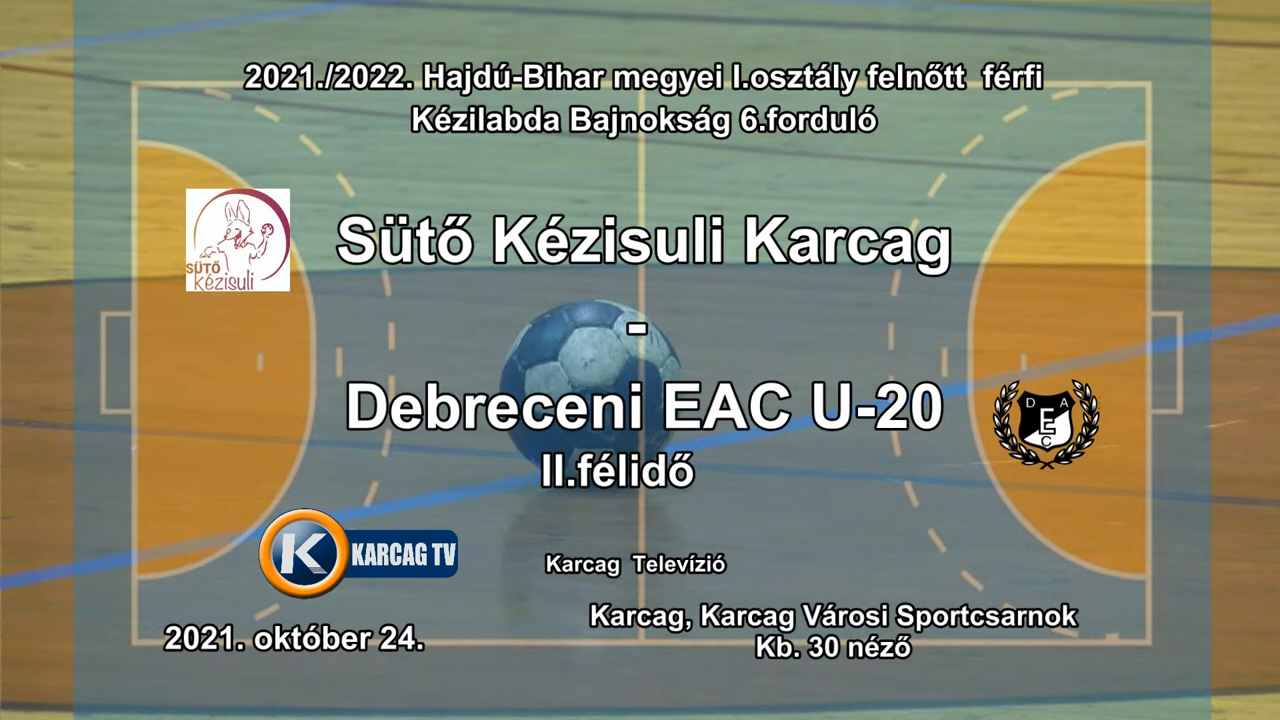 2021./2022. Hajdú-Bihar megyei I.osztály felnőtt férfi
Kézilabda Bajnokság 6.forduló
SÜTŐ
kézisuli
Sütő Kézisuli Karcag
-
Debreceni EAC U-20
D A
E
C
II.félidő
K KARCAG TV
Karcag Televízió
2021. október 24.
Karcag, Karcag Városi Sportcsarnok
Kb. 30 néző